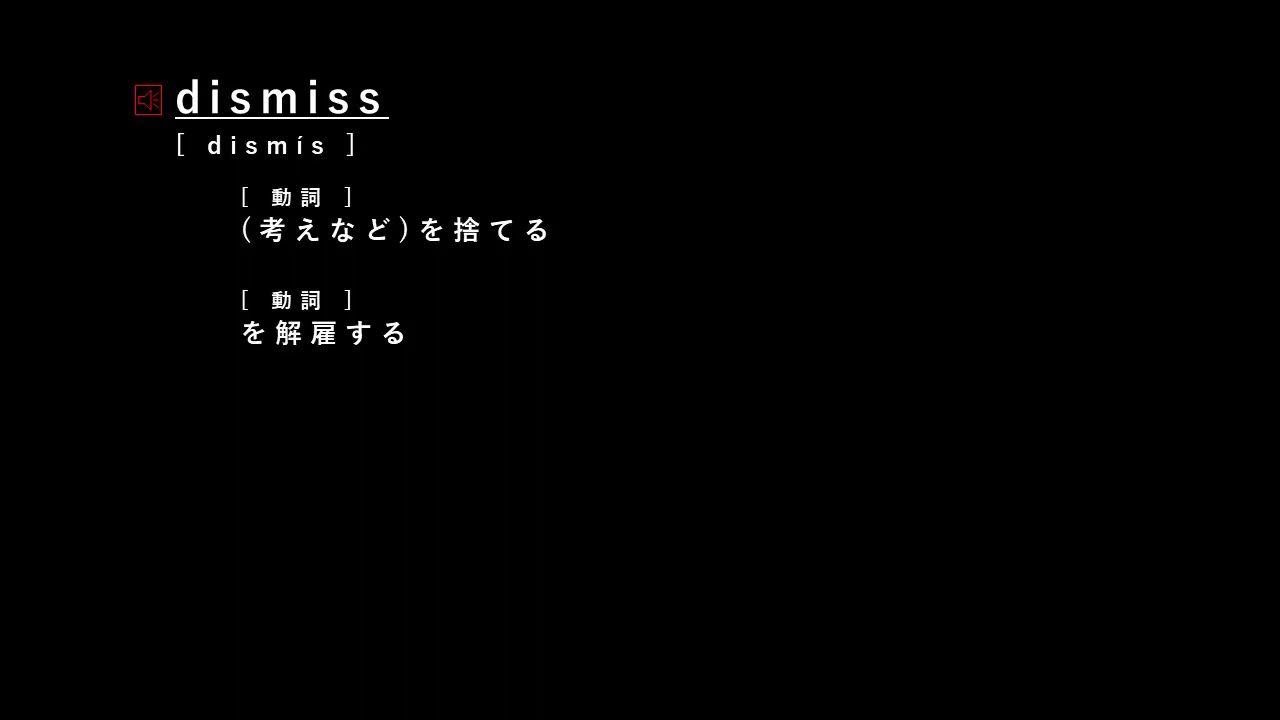 dismiss
[ dismís ]
[ 動詞 ]
(考えなど)を捨てる
[ 動詞 ]
を解雇する